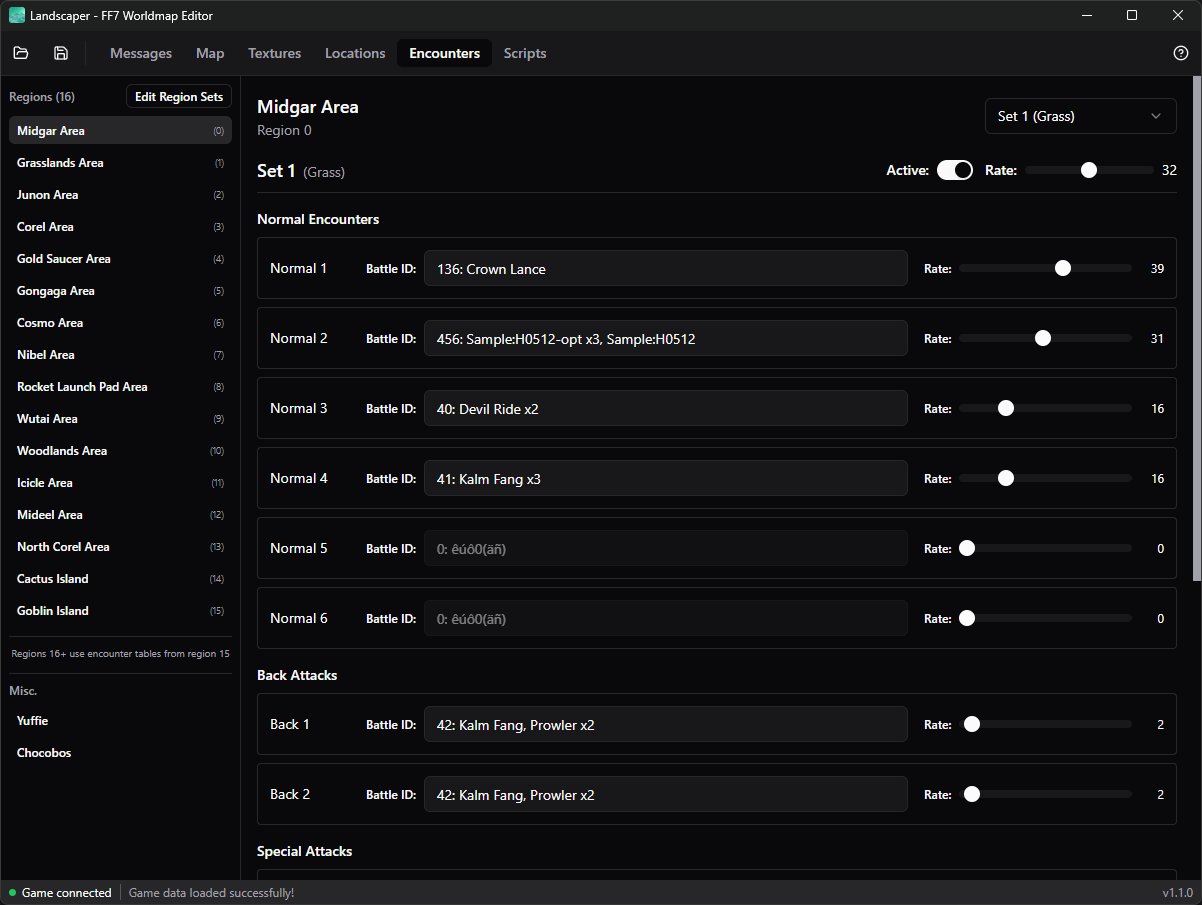 Landscaper - FF7 Worldmap Editor
Messages Map Textures Locations Encounters Scripts
Regions (16) Edit Region Sets
Midgar Area (0)
Grasslands Area (1)
Junon Area (2)
Corel Area (3)
Gold Saucer Area (4)
Gongaga Area (5)
Cosmo Area (6)
Nibel Area (7)
Rocket Launch Pad Area (8)
Wutai Area (9)
Woodlands Area (10)
Icicle Area (11)
Mideel Area (12)
North Corel Area (13)
Cactus Island (14)
Goblin Island (15)
Regions 16+ use encounter tables from region 15
Misc.
Yuffie
Chocobos
Midgar Area
Region 0
Set 1 (Grass)
Set 1 (Grass) Active: Rate: 32
Normal Encounters
Normal 1 Battle ID: 136: Crown Lance Rate: 39
Normal 2 Battle ID: 456: Sample:H0512-opt x3, Sample:H0512 Rate: 31
Normal 3 Battle ID: 40: Devil Ride x2 Rate: 16
Normal 4 Battle ID: 41: Kalm Fang x3 Rate: 16
Normal 5 Battle ID: 0: êúô0(äñ) Rate: 0
Normal 6 Battle ID: 0: êúô0(äñ) Rate: 0
Back Attacks
Back 1 Battle ID: 42: Kalm Fang, Prowler x2 Rate: 2
Back 2 Battle ID: 42: Kalm Fang, Prowler x2 Rate: 2
Special Attacks
Game connected Game data loaded successfully! v1.1.0